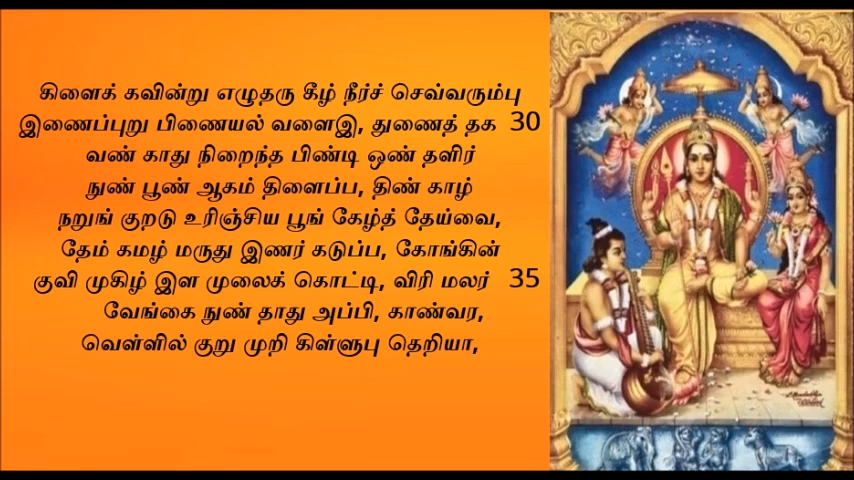 கிளைக் கவின்று எழுதரு கீழ் நீர்ச் செவ்வரும்பு
இணைப்புறு பிணையல் வளைஇ, துணைத் தக 30
வண் காது நிறைந்த பிண்டி ஒண் தளிர்
நுண் பூண் ஆகம் திளைப்ப, திண் காழ்
நறுங் குறடு உரிஞ்சிய பூங் கேழ்த் தேய்வை,
தேம் கமழ் மருது இணர் கடுப்ப, கோங்கின்
குவி முகிழ் இள முலைக் கொட்டி, விரி மலர் 35
வேங்கை நுண் தாது அப்பி, காண்வர,
வெள்ளில் குறு முறி கிள்ளுபு தெறியா,